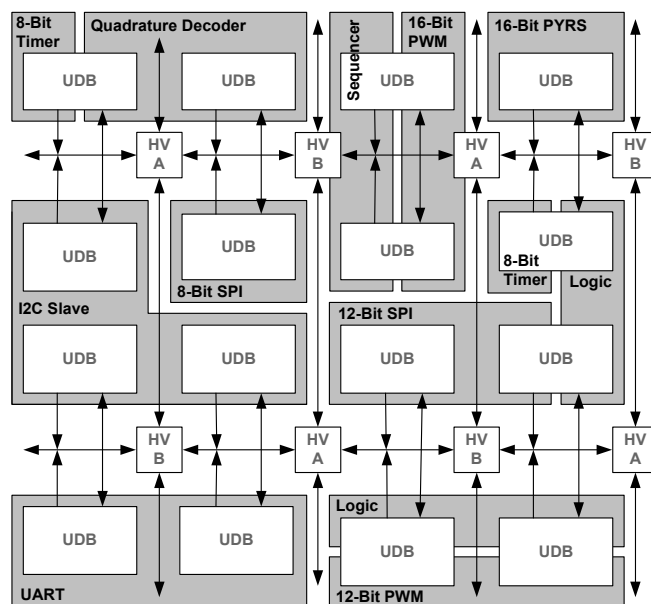 8-Bit
Timer
Quadrature Decoder
Sequencer
16-Bit
PWM
16-Bit PYRS
UDB
UDB
UDB
UDB
HV
A
HV
B
HV
A
HV
B
UDB
UDB
UDB
UDB
8-Bit SPI
8-Bit
Timer
Logic
I2C Slave
12-Bit SPI
UDB
UDB
UDB
UDB
HV
B
HV
A
HV
B
HV
A
Logic
UDB
UDB
UDB
UDB
UART
12-Bit PWM